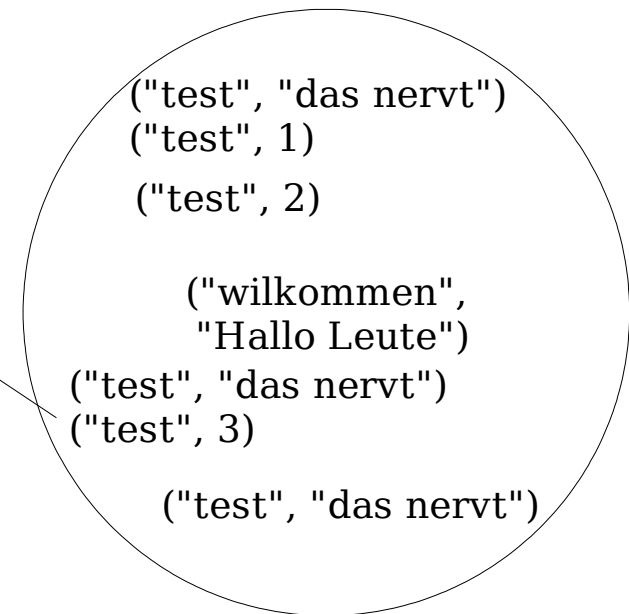 ("test", "das nervt")
("test", 1)
("test", 2)
("wilkommen",
"Hallo Leute")
("test", "das nervt")
("test", 3)
("test", "das nervt")